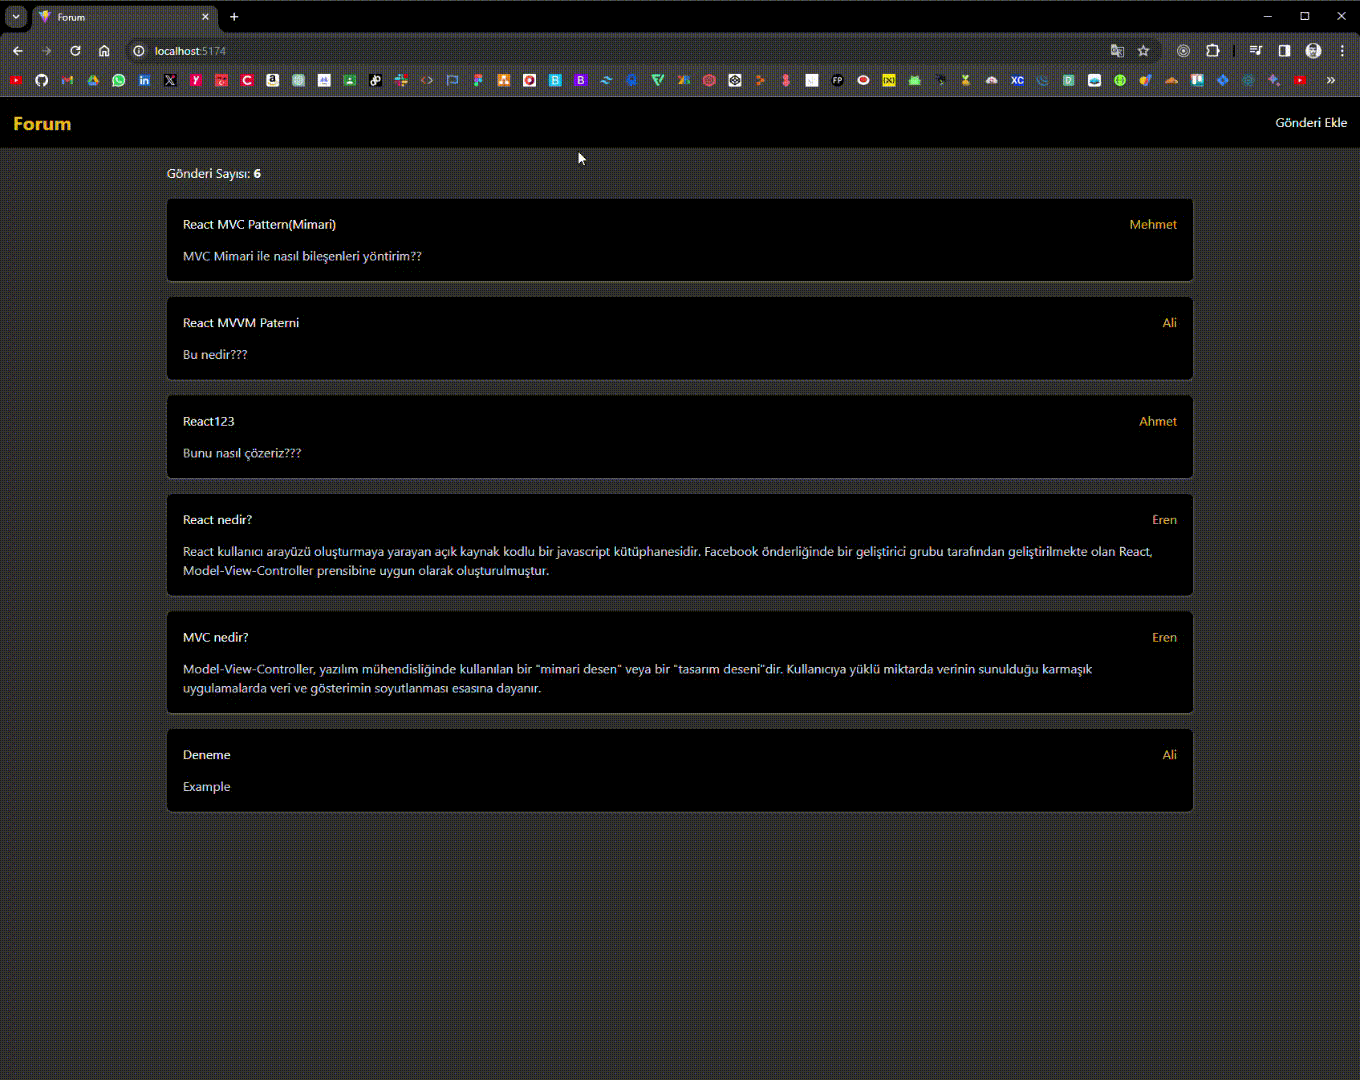 Forum
localhost:5174
Forum
Gönderi Ekle
Gönderi Sayısı: 6
React MVC Pattern(Mimari)
Mehmet
MVC Mimari ile nasıl bileşenleri yöntirim??
React MVVM Paterni
Ali
Bu nedir???
React123
Ahmet
Bunu nasıl çözeriz???
React nedir?
Eren
React kullanıcı arayüzü oluşturmaya yarayan açık kaynak kodlu bir javascript kütüphanesidir. Facebook önderliğinde bir geliştirici grubu tarafından geliştirilmekte olan React,
Model-View-Controller prensibine uygun olarak oluşturulmuştur.
MVC nedir?
Eren
Model-View-Controller, yazılım mühendisliğinde kullanılan bir "mimari desen" veya bir "tasarım deseni"dir. Kullanıcıya yüklü miktarda verinin sunulduğu karmaşık
uygulamalarda veri ve gösterimin soyutlanması esasına dayanır.
Deneme
Ali
Example